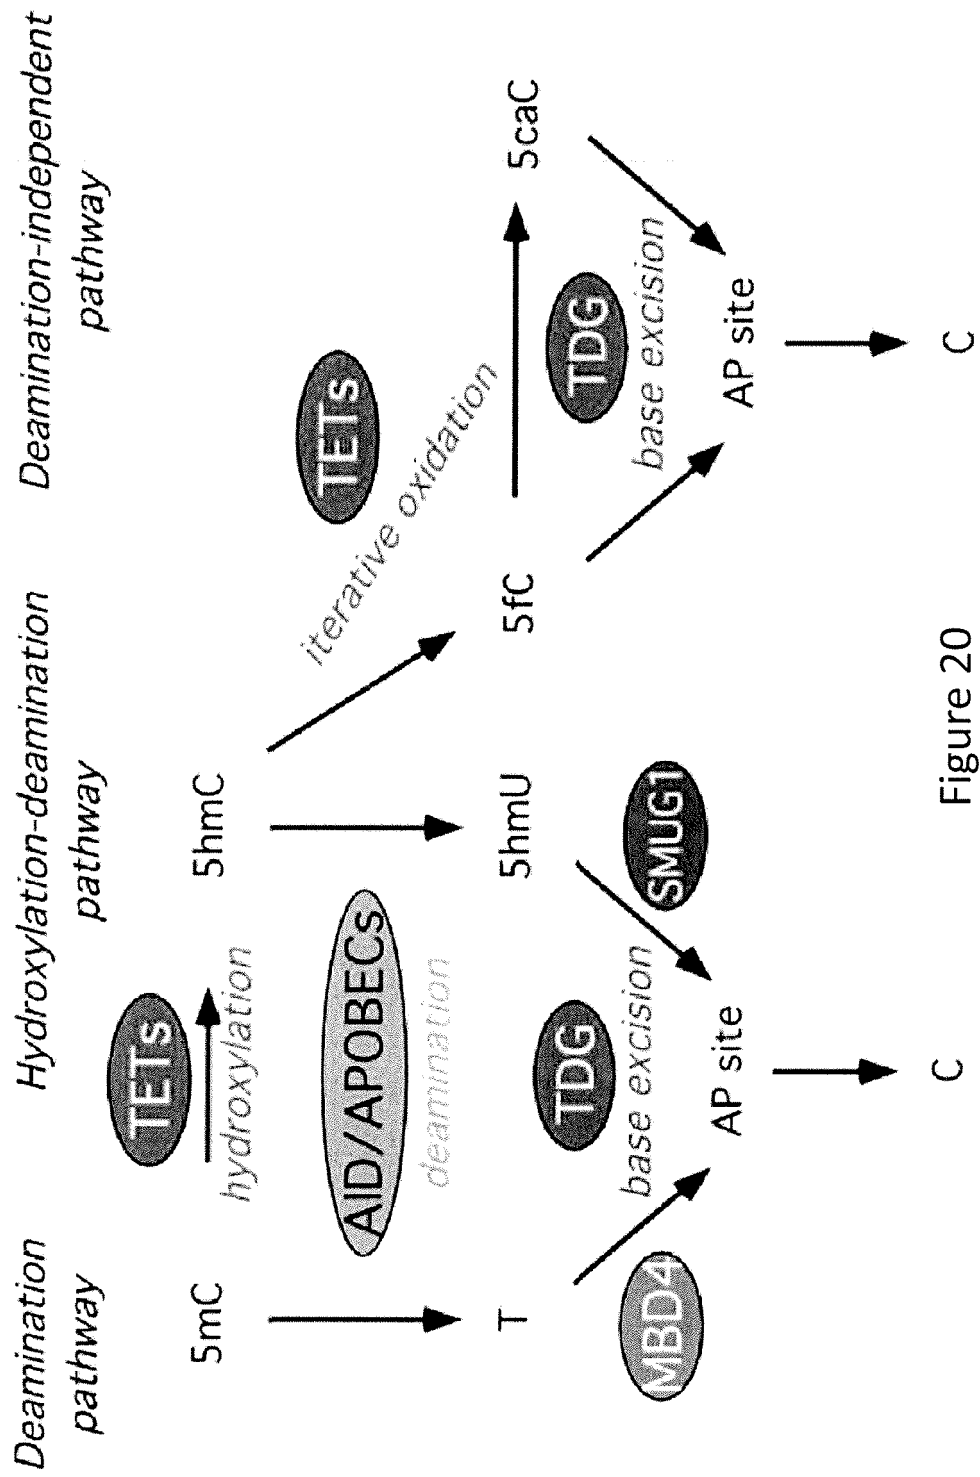 Deamination
pathway
Hydroxylation-deamination
pathway
Deamination-independent
pathway
TETs
5mC
hydroxylation
5hmC
TETs
AID/APOBECs
iterative oxidation
deamination
T
5hmU
5fC
5caC
TDG
TDG
MBD4
base excision
SMUG1
base excision
AP site
AP site
C
C
Figure 20